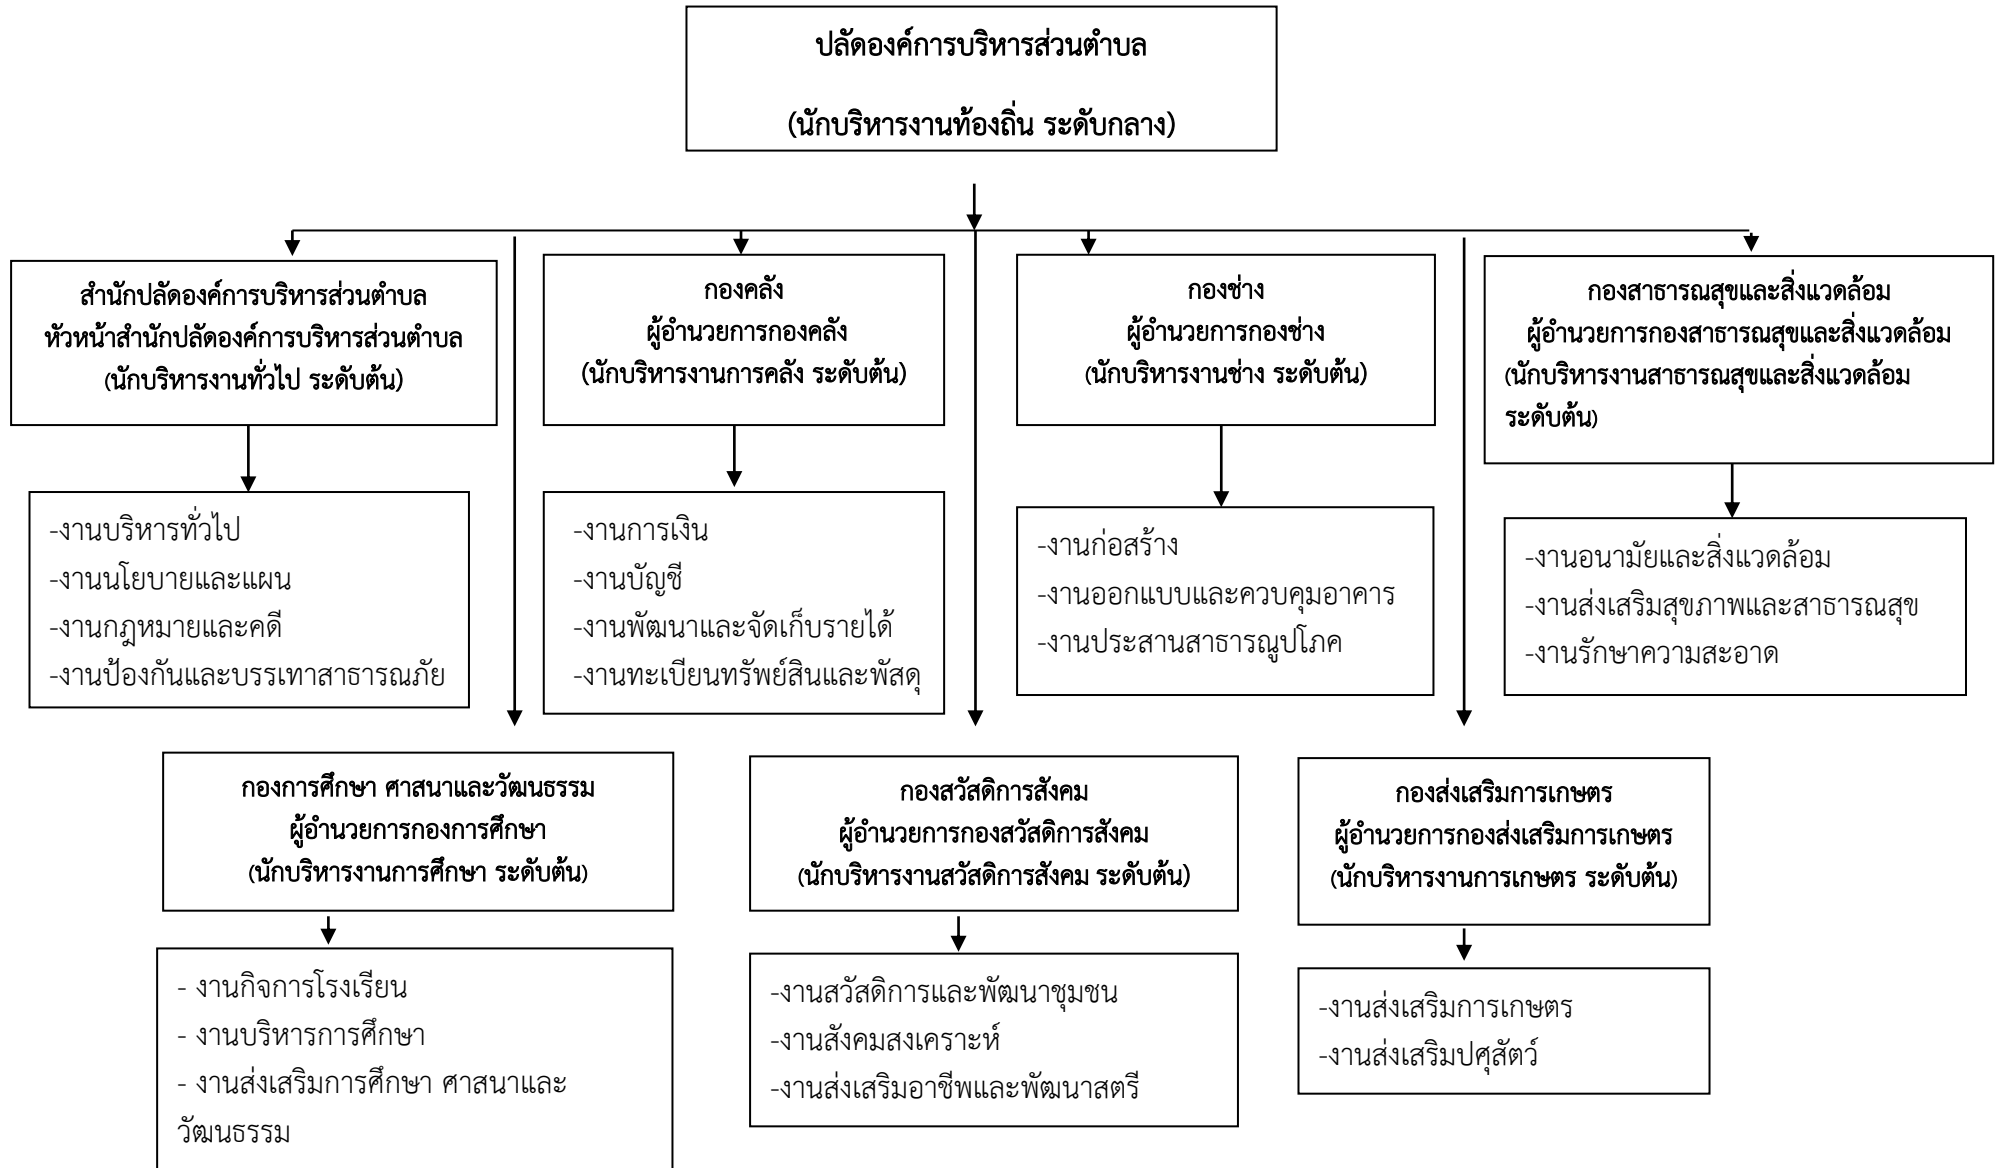 ปลัดองค์การบริหารส่วนตำบล
(นักบริหารงานท้องถิ่น ระดับกลาง)
สำนักปลัดองค์การบริหารส่วนตำบล
หัวหน้าสำนักปลัดองค์การบริหารส่วนตำบล
(นักบริหารงานทั่วไป ระดับต้น)
กองคลัง
ผู้อำนวยการกองคลัง
(นักบริหารงานการคลัง ระดับต้น)
กองช่าง
ผู้อำนวยการกองช่าง
(นักบริหารงานช่าง ระดับต้น)
กองสาธารณสุขและสิ่งแวดล้อม
ผู้อำนวยการกองสาธารณสุขและสิ่งแวดล้อม
(นักบริหารงานสาธารณสุขและสิ่งแวดล้อม
ระดับต้น)
-งานบริหารทั่วไป
-งานนโยบายและแผน
-งานกฎหมายและคดี
-งานป้องกันและบรรเทาสาธารณภัย
-งานการเงิน
-งานบัญชี
-งานพัฒนาและจัดเก็บรายได้
-งานทะเบียนทรัพย์สินและพัสดุ
-งานก่อสร้าง
-งานออกแบบและควบคุมอาคาร
-งานประสานสาธารณูปโภค
-งานอนามัยและสิ่งแวดล้อม
-งานส่งเสริมสุขภาพและสาธารณสุข
-งานรักษาความสะอาด
กองการศึกษา ศาสนาและวัฒนธรรม
ผู้อำนวยการกองการศึกษา
(นักบริหารงานการศึกษา ระดับต้น)
กองสวัสดิการสังคม
ผู้อำนวยการกองสวัสดิการสังคม
(นักบริหารงานสวัสดิการสังคม ระดับต้น)
กองส่งเสริมการเกษตร
ผู้อำนวยการกองส่งเสริมการเกษตร
(นักบริหารงานการเกษตร ระดับต้น)
- งานกิจการโรงเรียน
- งานบริหารการศึกษา
- งานส่งเสริมการศึกษา ศาสนาและ
วัฒนธรรม
-งานสวัสดิการและพัฒนาชุมชน
-งานสังคมสงเคราะห์
-งานส่งเสริมอาชีพและพัฒนาสตรี
-งานส่งเสริมการเกษตร
-งานส่งเสริมปศุสัตว์